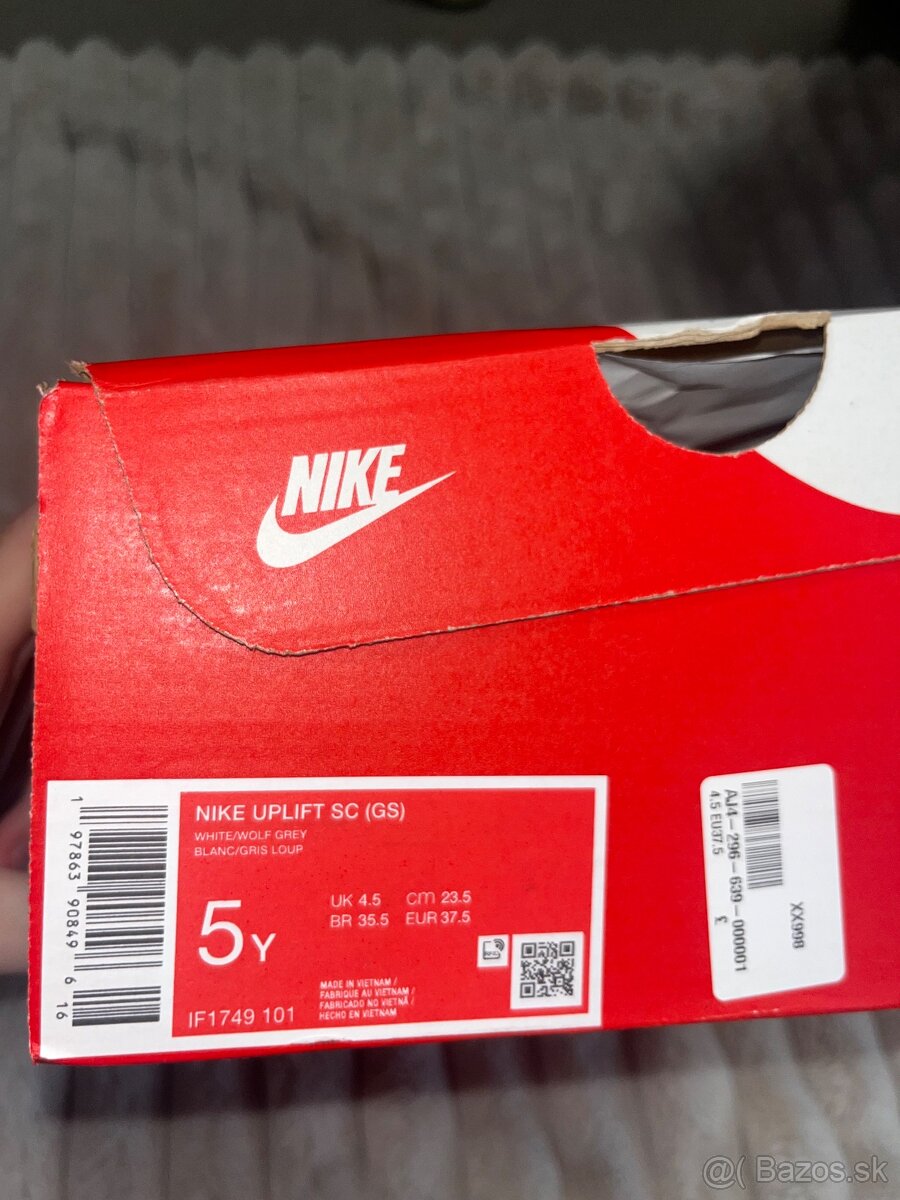 NIKE
NIKE UPLIFT SC (GS)
WHITE/WOLF GREY
BLANC/GRIS LOUP
5Y
UK 4.5 cm 23.5
BR 35.5 EUR 37.5
MADE IN VIETNAM /
FABRIQUE AU VIETNAM /
FABRICADO NO VIETNÃ /
HECHO EN VIETNAM
IF1749 101
1 97863 90849 6 16
XX998
AJ4-296-639-000001
4.5 EU37.5 £
@( Bazos.sk